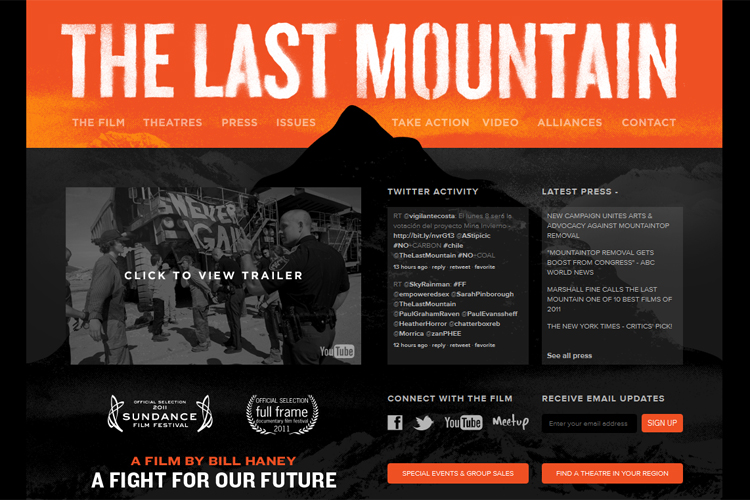 THE LAST MOUNTAIN
THE FILM THEATRES PRESS ISSUES TAKE ACTION VIDEO ALLIANCES CONTACT
CLICK TO VIEW TRAILER
YouTube
TWITTER ACTIVITY
RT @vigilantecosta: El lunes 8 será la
votación del proyecto Mina Invierno -
http://bit.ly/nvrG13 @AStipicic
#NO=CARBON #chile
@TheLastMountain #NO=COAL
13 hours ago · reply · retweet · favorite
RT @SkyRainman: #FF
@empoweredsex @SarahPinborough
@TheLastMountain
@PaulGrahamRaven @PaulEvanssheff
@HeatherHorror @chatterboxreb
@Morrica @zanPHEE
12 hours ago · reply · retweet · favorite
LATEST PRESS -
NEW CAMPAIGN UNITES ARTS &
ADVOCACY AGAINST MOUNTAINTOP
REMOVAL
"MOUNTAINTOP REMOVAL GETS
BOOST FROM CONGRESS" - ABC
WORLD NEWS
MARSHALL FINE CALLS THE LAST
MOUNTAIN ONE OF 10 BEST FILMS OF
2011
THE NEW YORK TIMES - CRITICS' PICK!
See all press
OFFICIAL SELECTION
2011
SUNDANCE
FILM FESTIVAL
OFFICIAL SELECTION
full frame
documentary film festival
2011
A FILM BY BILL HANEY
A FIGHT FOR OUR FUTURE
CONNECT WITH THE FILM
f
YouTube
Meetup
RECEIVE EMAIL UPDATES
Enter your email address
SIGN UP
SPECIAL EVENTS & GROUP SALES
FIND A THEATRE IN YOUR REGION